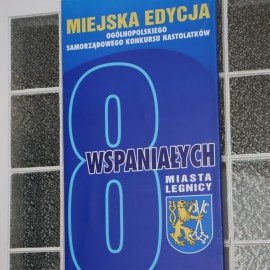 MIEJSKA EDYCJA
OGÓLNOPOLSKIEGO
SAMORZĄDOWEGO KONKURSU NASTOLATKÓW
8
WSPANIAŁYCH
MIASTA
LEGNICY